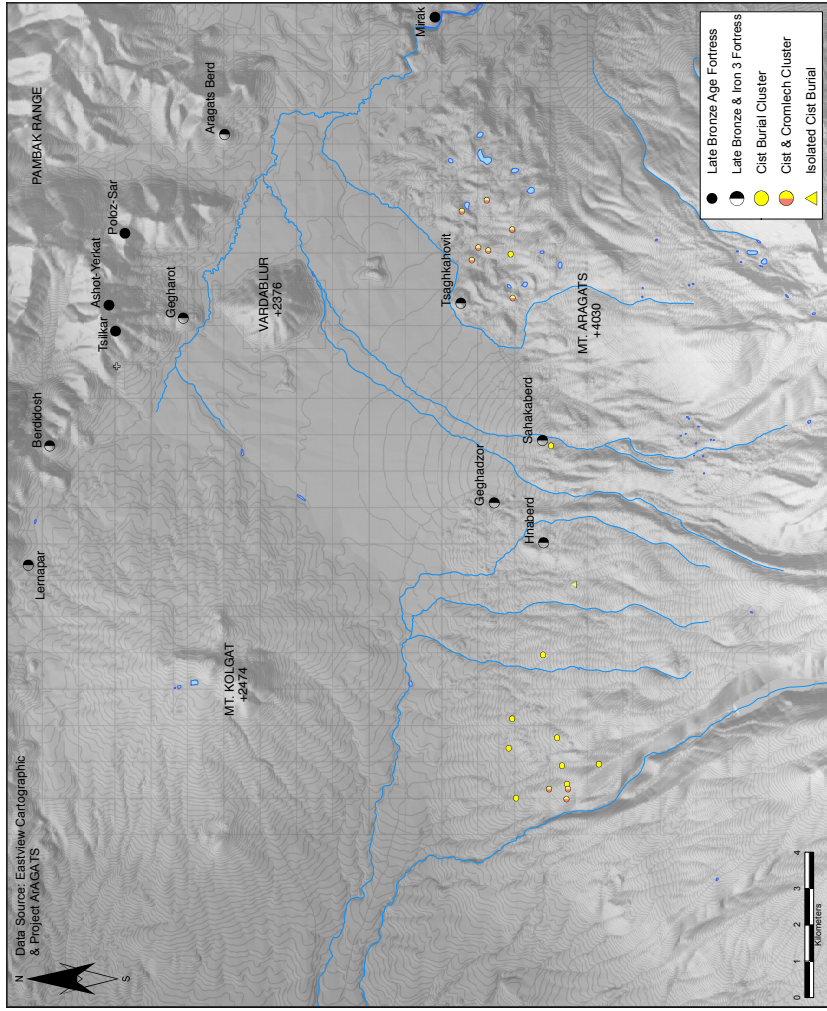 Data Source: Eastview Cartographic
& Project ArAGATS
N
S
PAMBAK RANGE
Lernapar
Berdidosh
Tsilkar
Ashot-Yerkat
Poloz-Sar
Aragats Berd
Gegharot
MT. KOLGAT
+2474
VARDABLUR
+2376
Mirak
Tsaghkahovit
Geghadzor
Hnaberd
Sahakaberd
MT. ARAGATS
+4030
0 1 2 3 4
Kilometers
Late Bronze Age Fortress
Late Bronze & Iron 3 Fortress
Cist Burial Cluster
Cist & Cromlech Cluster
Isolated Cist Burial